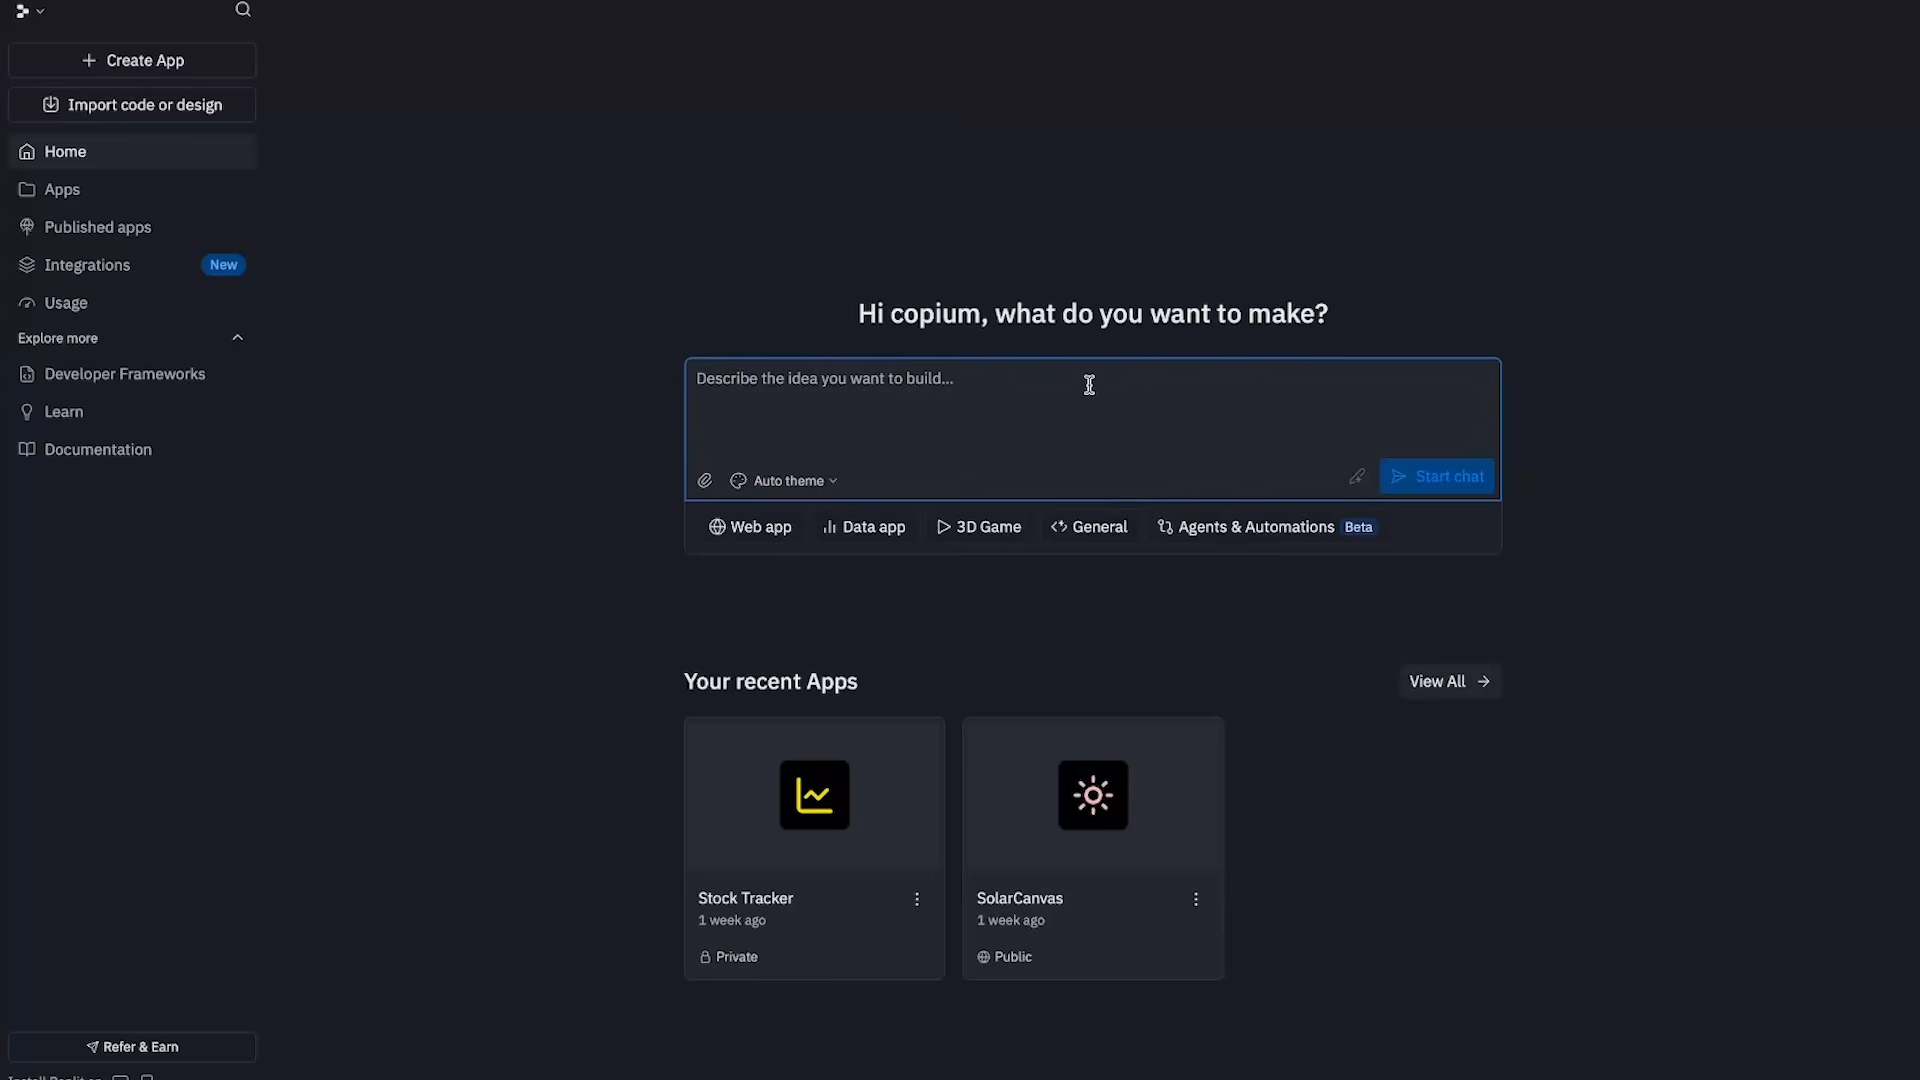 Create App
Import code or design
Home
Apps
Published apps
Integrations New
Usage
Explore more
Developer Frameworks
Learn
Documentation
Refer & Earn
Hi copium, what do you want to make?
Describe the idea you want to build...
Auto theme
Start chat
Web app Data app 3D Game General Agents & Automations Beta
Your recent Apps
View All
Stock Tracker
1 week ago
Private
SolarCanvas
1 week ago
Public